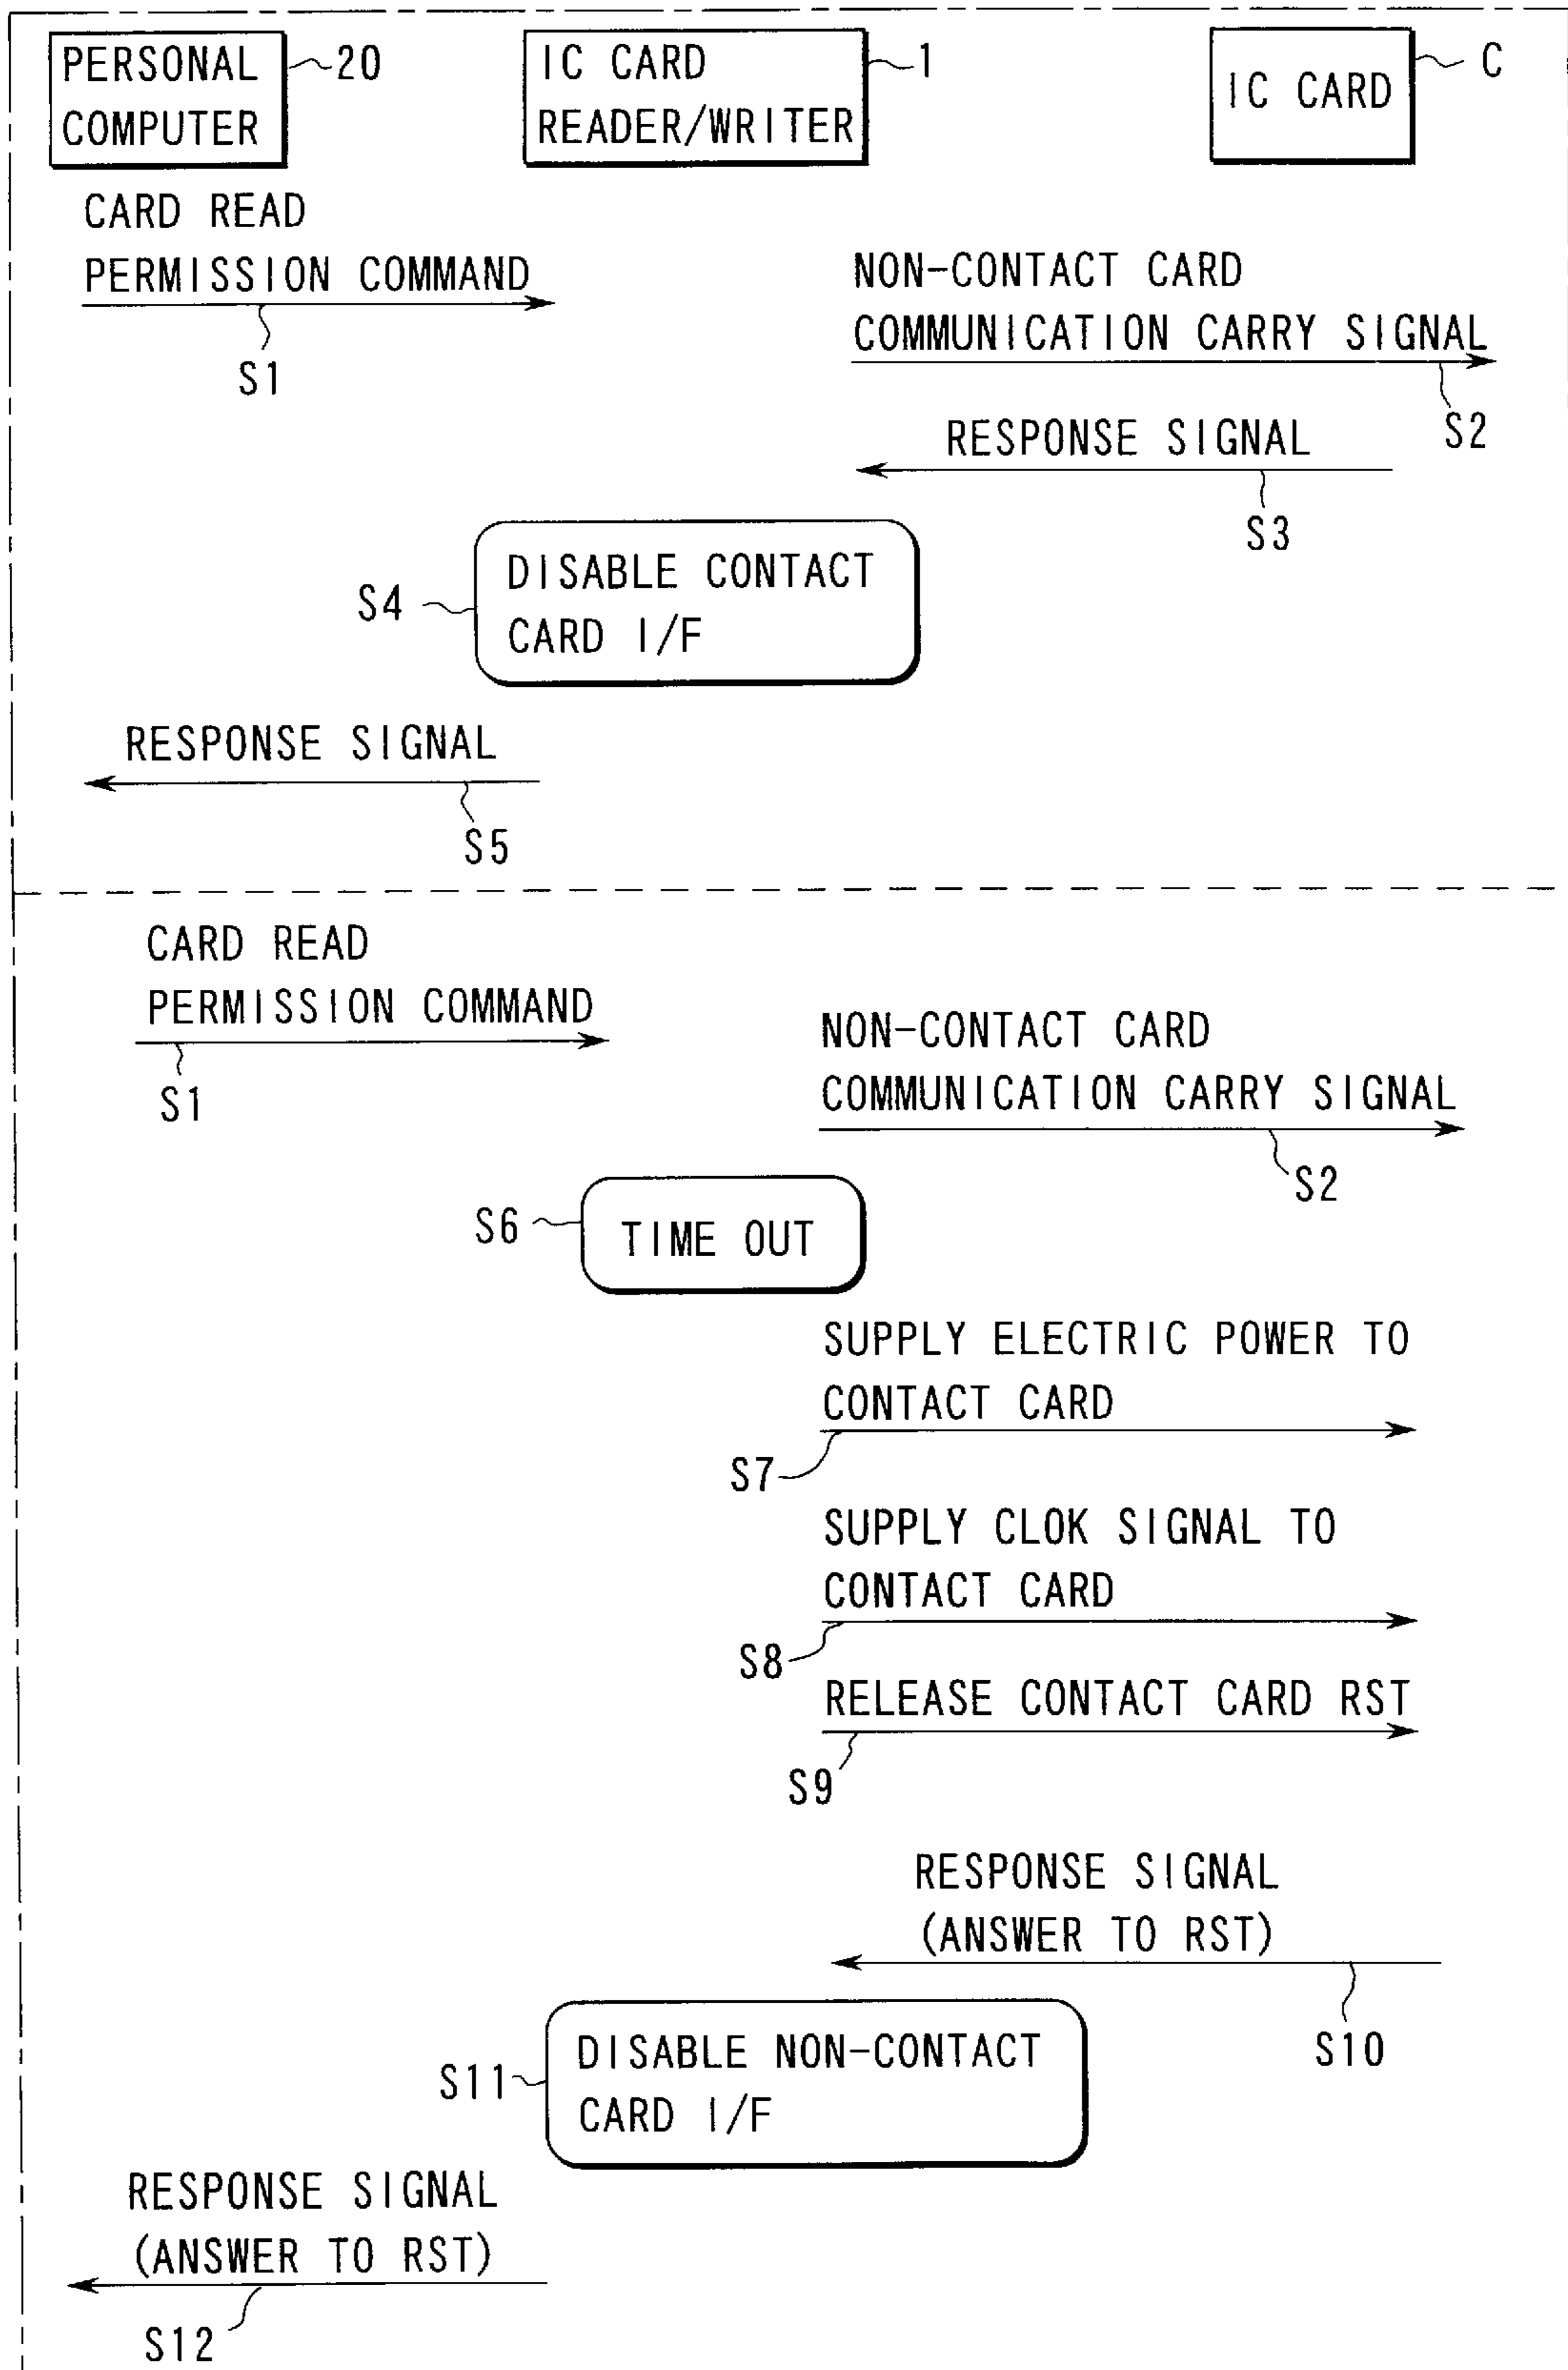 PERSONAL
COMPUTER
20
IC CARD
READER/WRITER
1
IC CARD
C
CARD READ
PERMISSION COMMAND
S1
NON-CONTACT CARD
COMMUNICATION CARRY SIGNAL
S2
RESPONSE SIGNAL
S3
S4
DISABLE CONTACT
CARD I/F
RESPONSE SIGNAL
S5
CARD READ
PERMISSION COMMAND
S1
NON-CONTACT CARD
COMMUNICATION CARRY SIGNAL
S2
S6
TIME OUT
SUPPLY ELECTRIC POWER TO
CONTACT CARD
S7
SUPPLY CLOK SIGNAL TO
CONTACT CARD
S8
RELEASE CONTACT CARD RST
S9
RESPONSE SIGNAL
(ANSWER TO RST)
S10
S11
DISABLE NON-CONTACT
CARD I/F
RESPONSE SIGNAL
(ANSWER TO RST)
S12